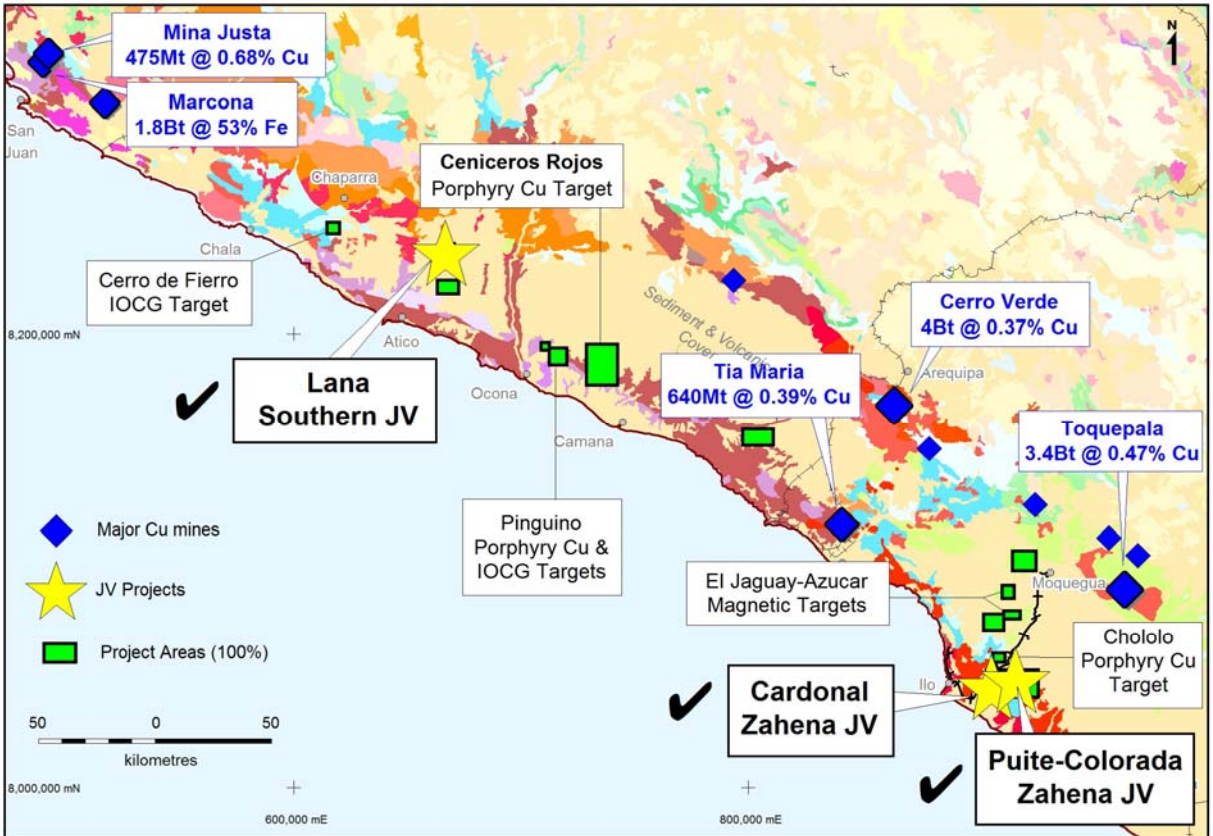 Mina Justa
475Mt @ 0.68% Cu
N
Marcona
1.8Bt @ 53% Fe
San
Juan
Ceniceros Rojos
Porphyry Cu Target
Chaparra
Chala
Cerro de Fierro
IOCG Target
Sediment & Volcanic
Cover
Cerro Verde
4Bt @ 0.37% Cu
8,200,000 mN
Atico
Tia Maria
640Mt @ 0.39% Cu
Arequipa
Lana
Southern JV
Ocona
Camana
Toquepala
3.4Bt @ 0.47% Cu
Pinguino
Porphyry Cu &
IOCG Targets
Major Cu mines
JV Projects
Project Areas (100%)
El Jaguay-Azucar
Magnetic Targets
Moquegua
Chololo
Porphyry Cu
Target
Ilo
Cardonal
Zahena JV
Puite-Colorada
Zahena JV
50 0 50
kilometres
8,000,000 mN
600,000 mE
800,000 mE